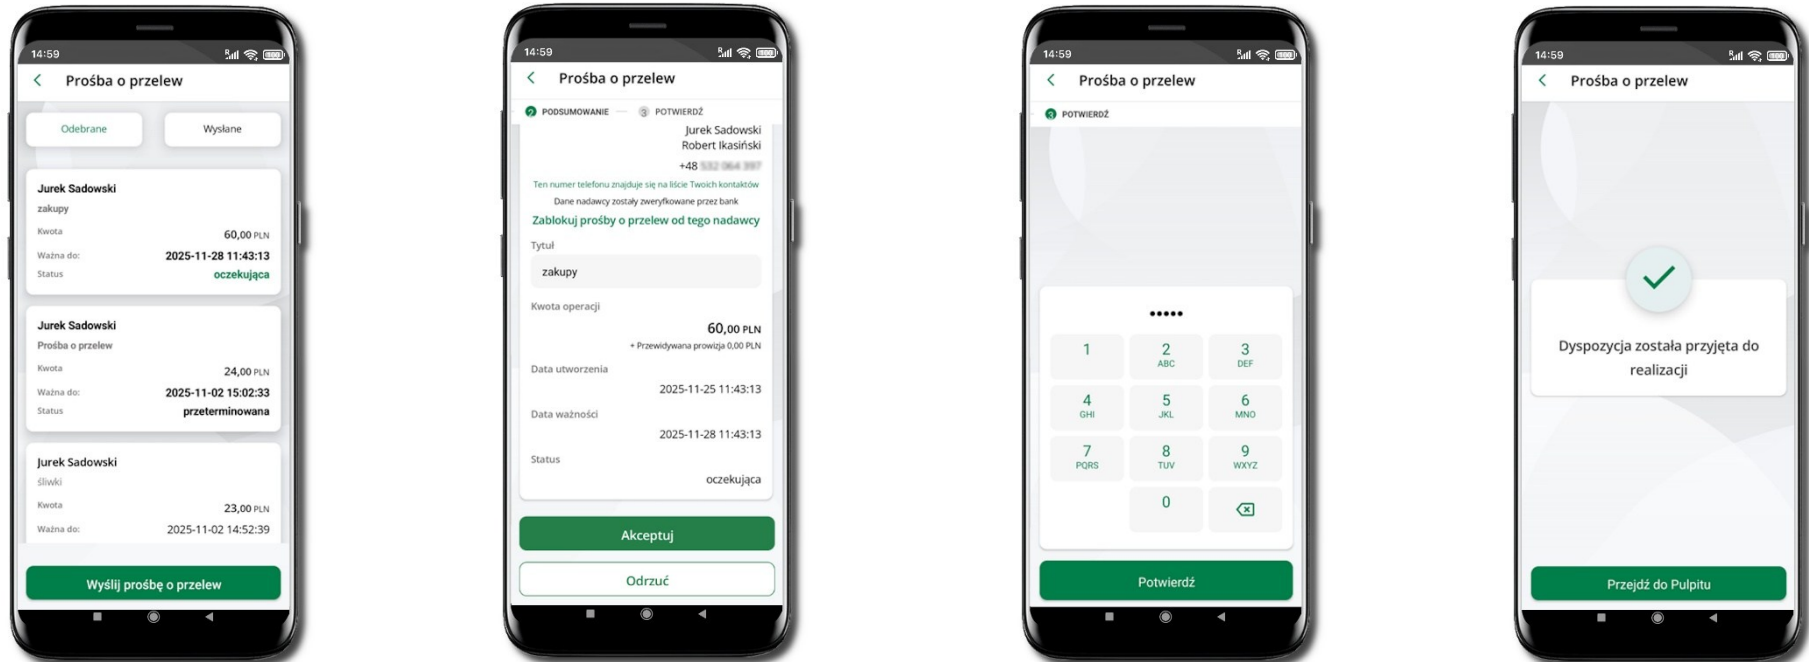 14:59
Prośba o przelew
Odebrane
Wysłane
Jurek Sadowski
zakupy
Kwota
60,00 PLN
Ważna do:
2025-11-28 11:43:13
Status
oczekująca
Jurek Sadowski
Prośba o przelew
Kwota
24,00 PLN
Ważna do:
2025-11-02 15:02:33
Status
przeterminowana
Jurek Sadowski
śliwki
Kwota
23,00 PLN
Ważna do:
2025-11-02 14:52:39
Wyślij prośbę o przelew
14:59
Prośba o przelew
2 PODSUMOWANIE
3 POTWIERDŹ
Jurek Sadowski
Robert Ikasiński
+48
Ten numer telefonu znajduje się na liście Twoich kontaktów
Dane nadawcy zostały zweryfkowane przez bank
Zablokuj prośby o przelew od tego nadawcy
Tytuł
zakupy
Kwota operacji
60,00 PLN
+ Przewidywana prowizja 0,00 PLN
Data utworzenia
2025-11-25 11:43:13
Data ważności
2025-11-28 11:43:13
Status
oczekująca
Akceptuj
Odrzuć
14:59
Prośba o przelew
3 POTWIERDŹ
1
2
ABC
3
DEF
4
GHI
5
JKL
6
MNO
7
PQRS
8
TUV
9
WXYZ
0
Potwierdź
14:59
Prośba o przelew
Dyspozycja została przyjęta do
realizacji
Przejdź do Pulpitu